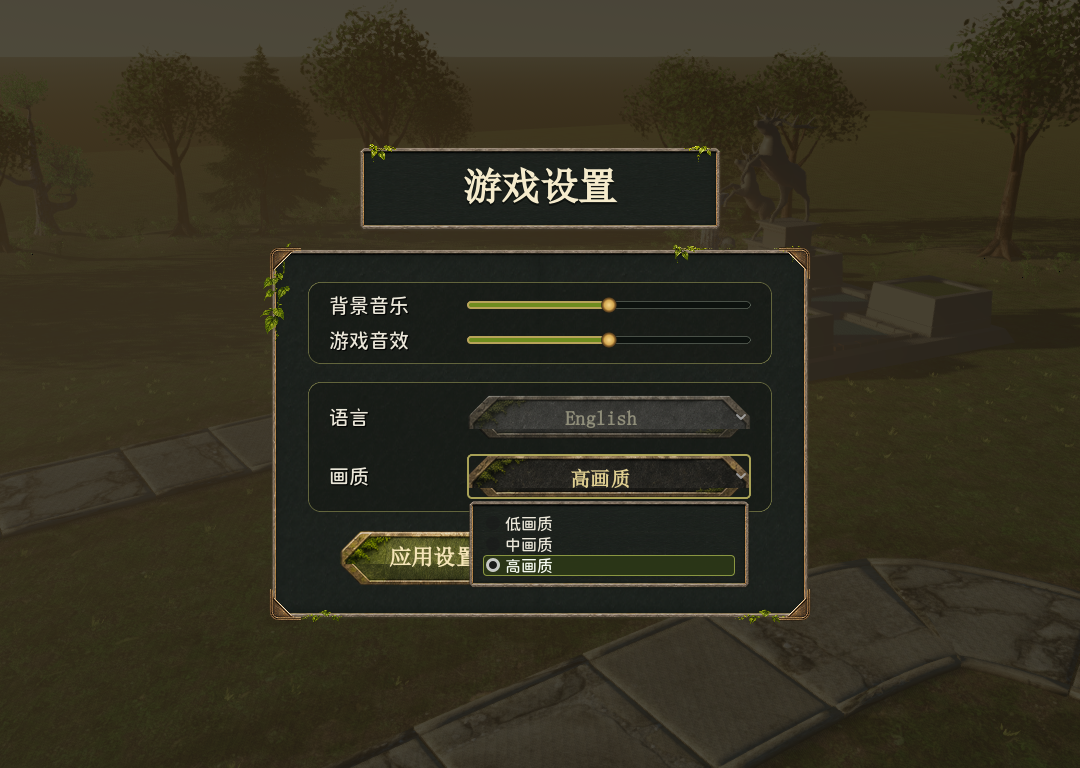 游戏设置
背景音乐
游戏音效
语言 English
画质 高画质
低画质
中画质
高画质
应用设置